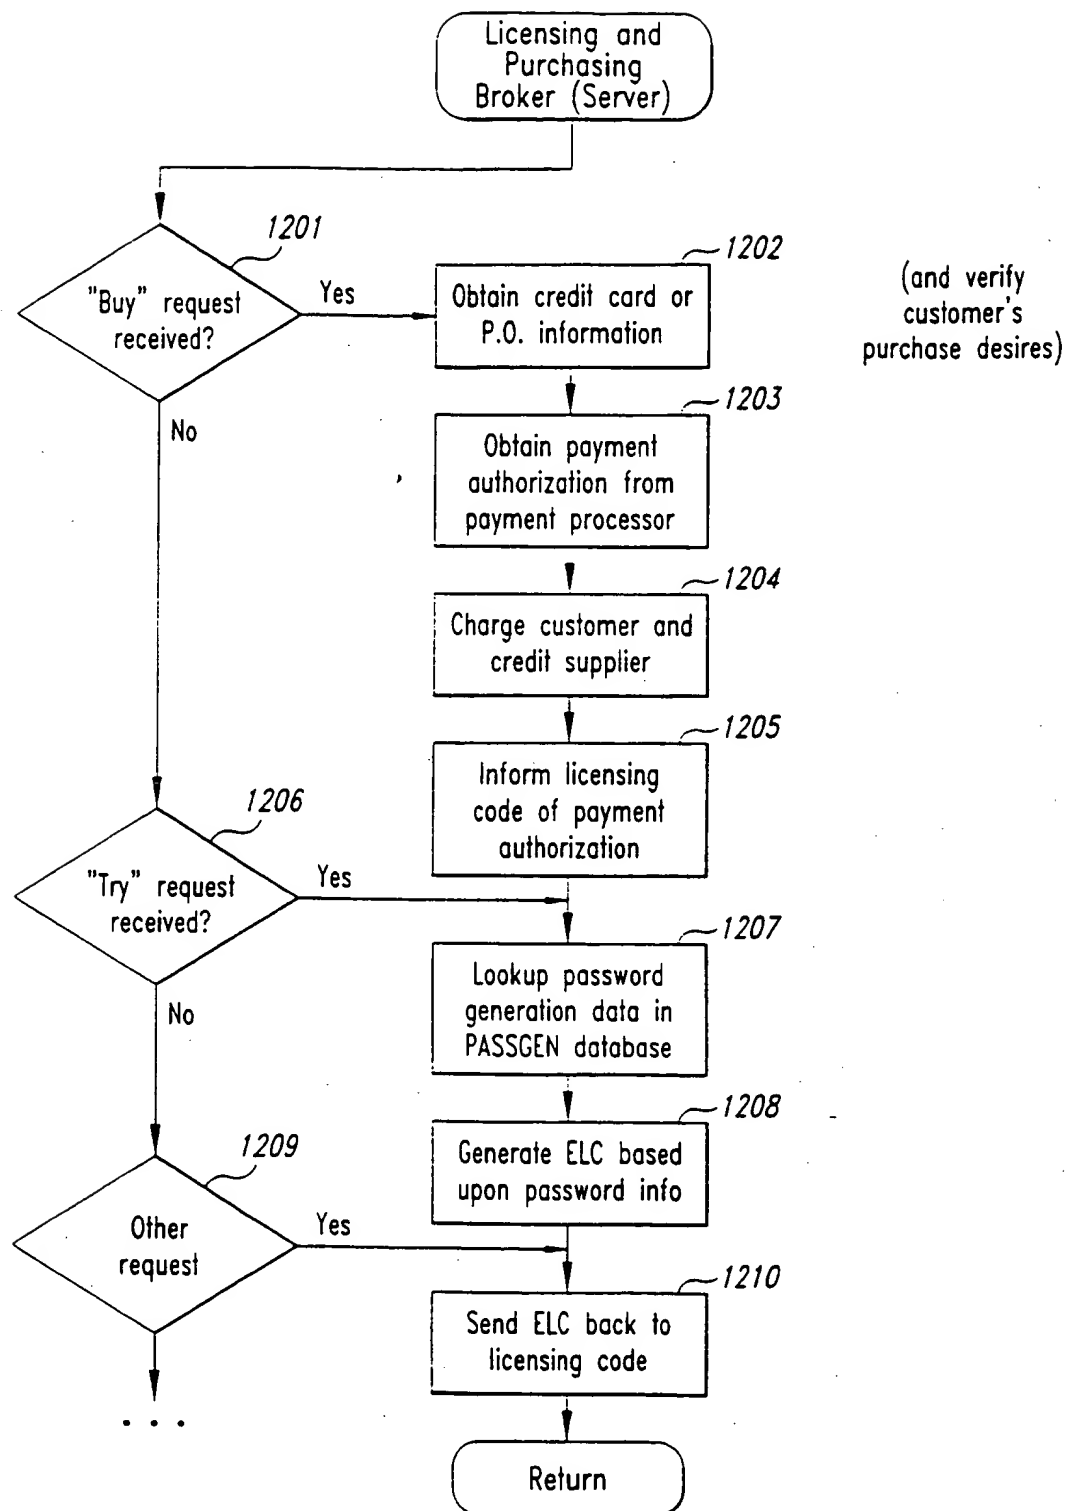 Licensing and
Purchasing
Broker (Server)
1201
"Buy" request
received?
Yes
No
1202
Obtain credit card or
P.O. information
(and verify
customer's
purchase desires)
1203
Obtain payment
authorization from
payment processor
1204
Charge customer and
credit supplier
1205
Inform licensing
code of payment
authorization
1206
"Try" request
received?
Yes
No
1207
Lookup password
generation data in
PASSGEN database
1208
Generate ELC based
upon password info
1209
Other
request
Yes
1210
Send ELC back to
licensing code
. . .
Return